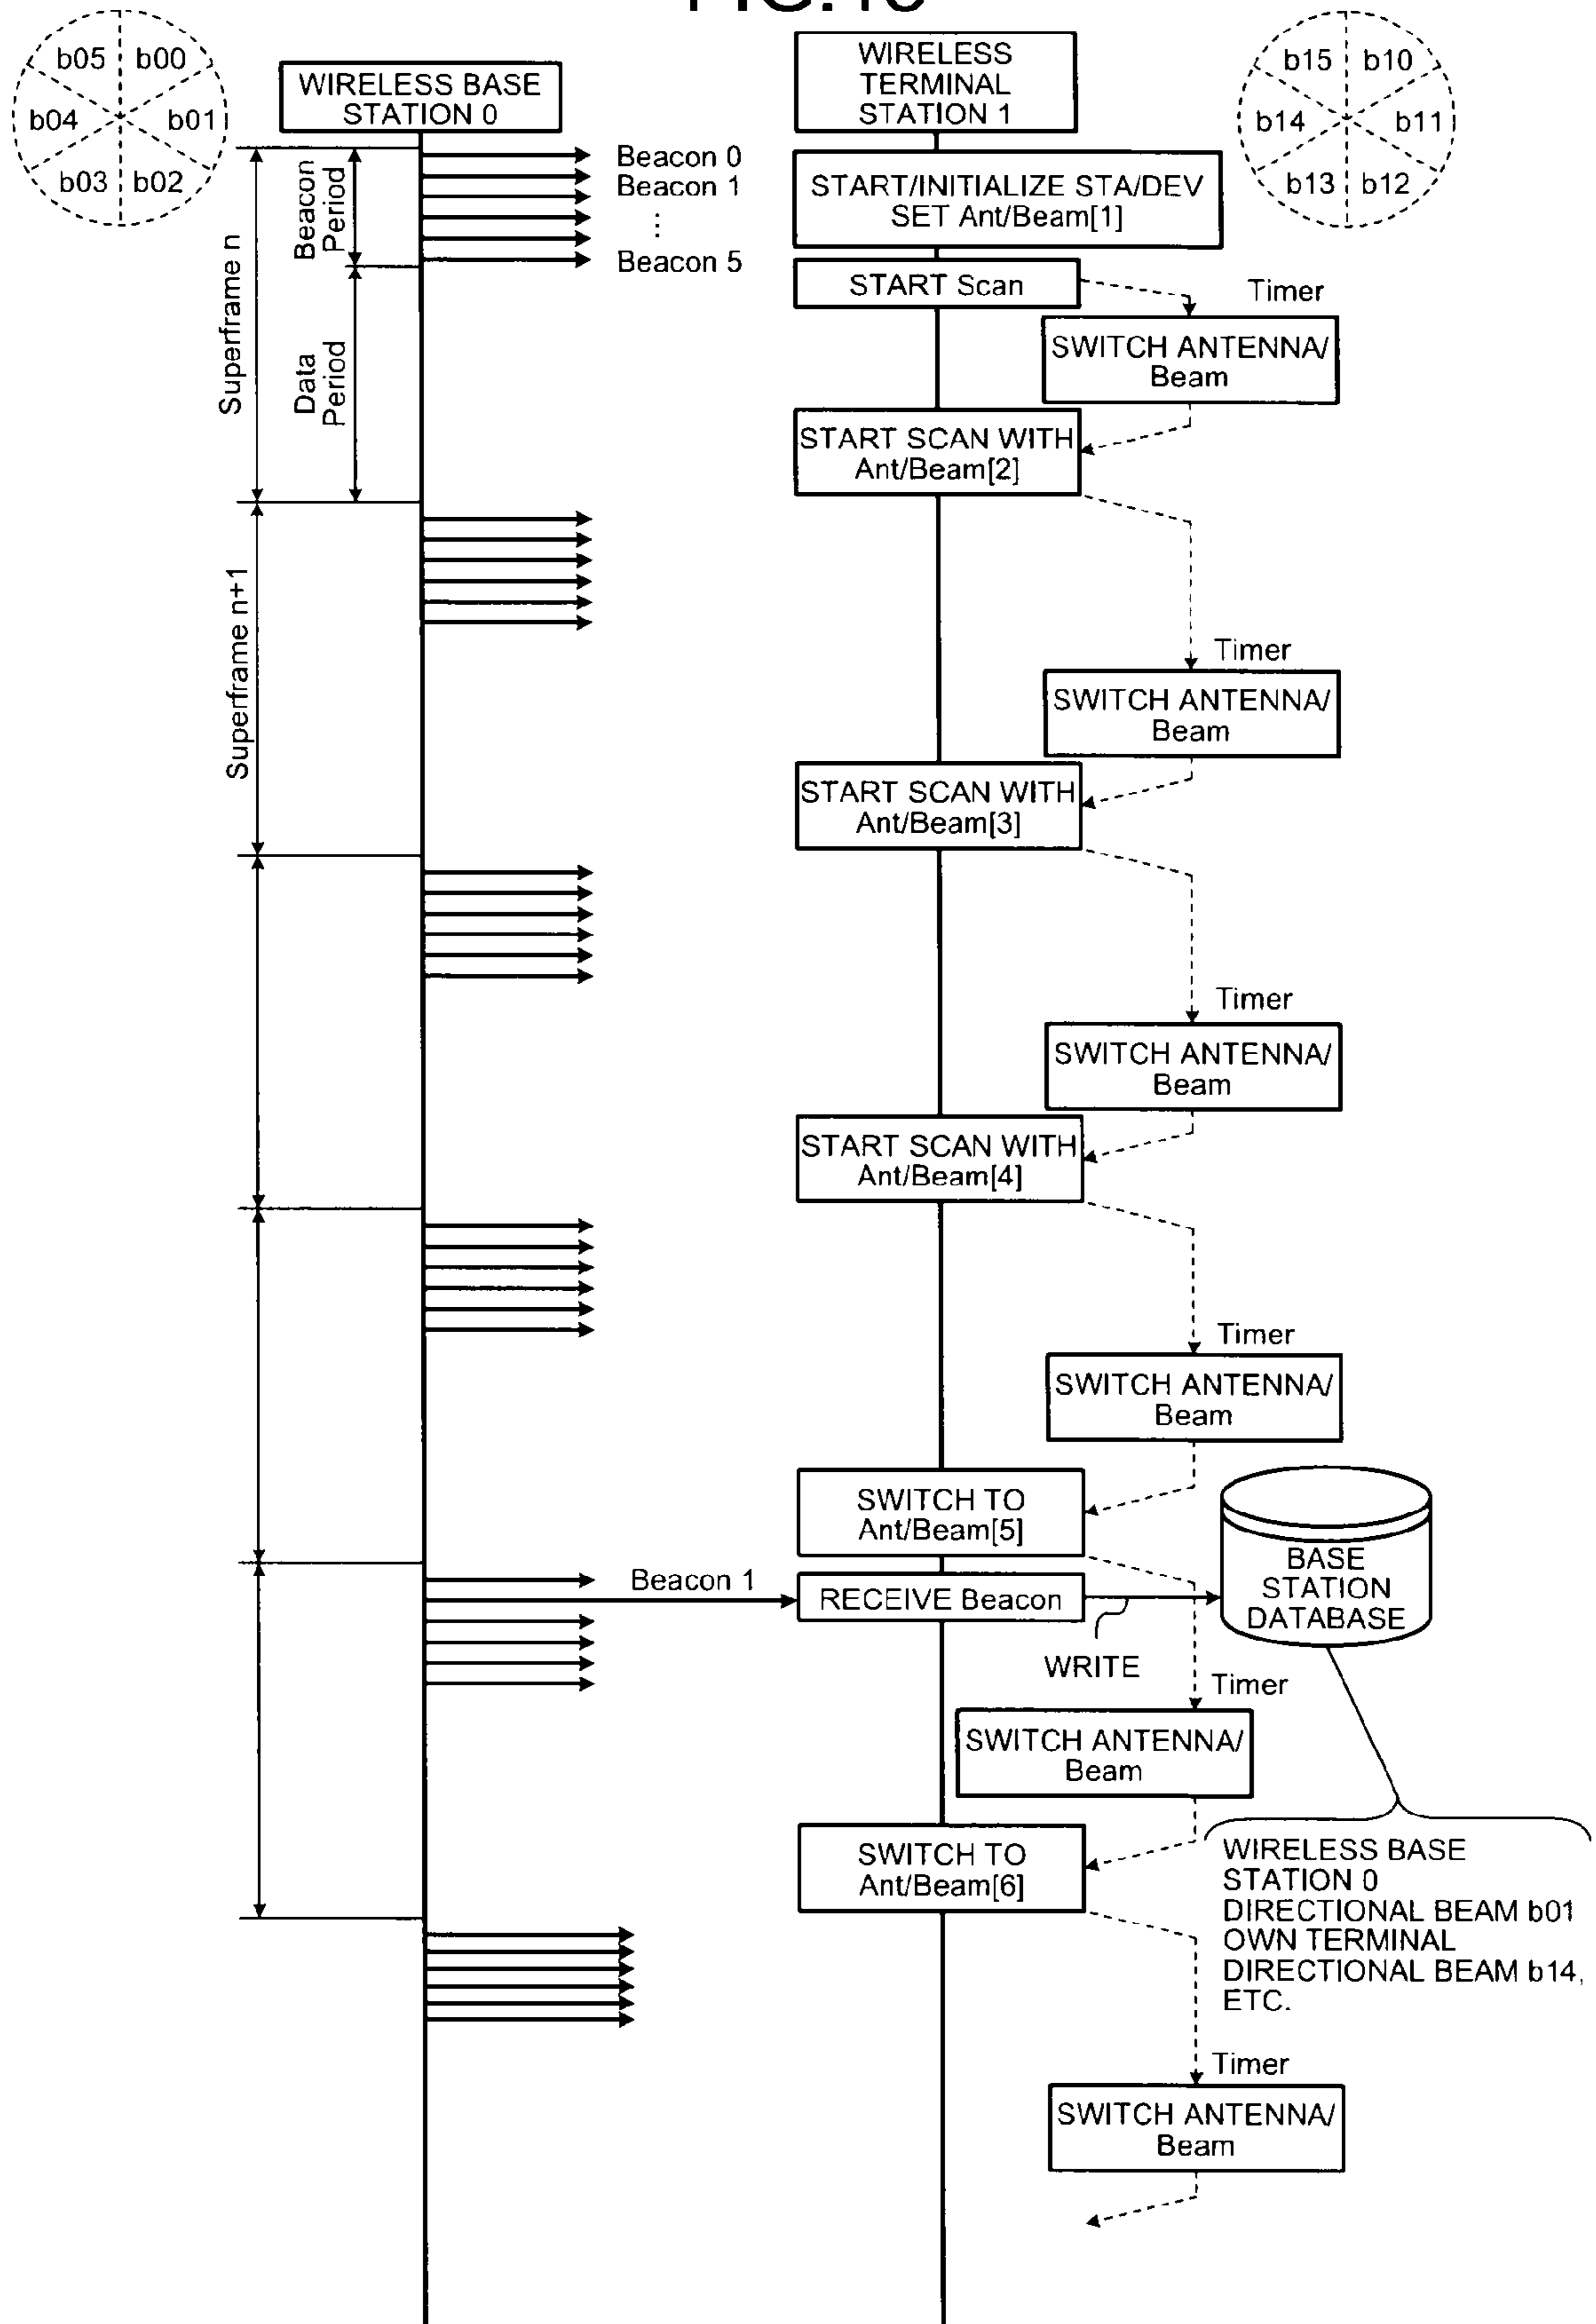 b05
b00
b04
b01
b03
b02
WIRELESS BASE
STATION 0
WIRELESS
TERMINAL
STATION 1
b15
b10
b14
b11
b13
b12
Superframe n
Beacon
Period
Data
Period
Beacon 0
Beacon 1
⋮
Beacon 5
START/INITIALIZE STA/DEV
SET Ant/Beam[1]
START Scan
Timer
SWITCH ANTENNA/
Beam
START SCAN WITH
Ant/Beam[2]
Superframe n+1
Timer
SWITCH ANTENNA/
Beam
START SCAN WITH
Ant/Beam[3]
Timer
SWITCH ANTENNA/
Beam
START SCAN WITH
Ant/Beam[4]
Timer
SWITCH ANTENNA/
Beam
SWITCH TO
Ant/Beam[5]
Beacon 1
RECEIVE Beacon
WRITE
BASE
STATION
DATABASE
Timer
SWITCH ANTENNA/
Beam
SWITCH TO
Ant/Beam[6]
WIRELESS BASE
STATION 0
DIRECTIONAL BEAM b01
OWN TERMINAL
DIRECTIONAL BEAM b14,
ETC.
Timer
SWITCH ANTENNA/
Beam